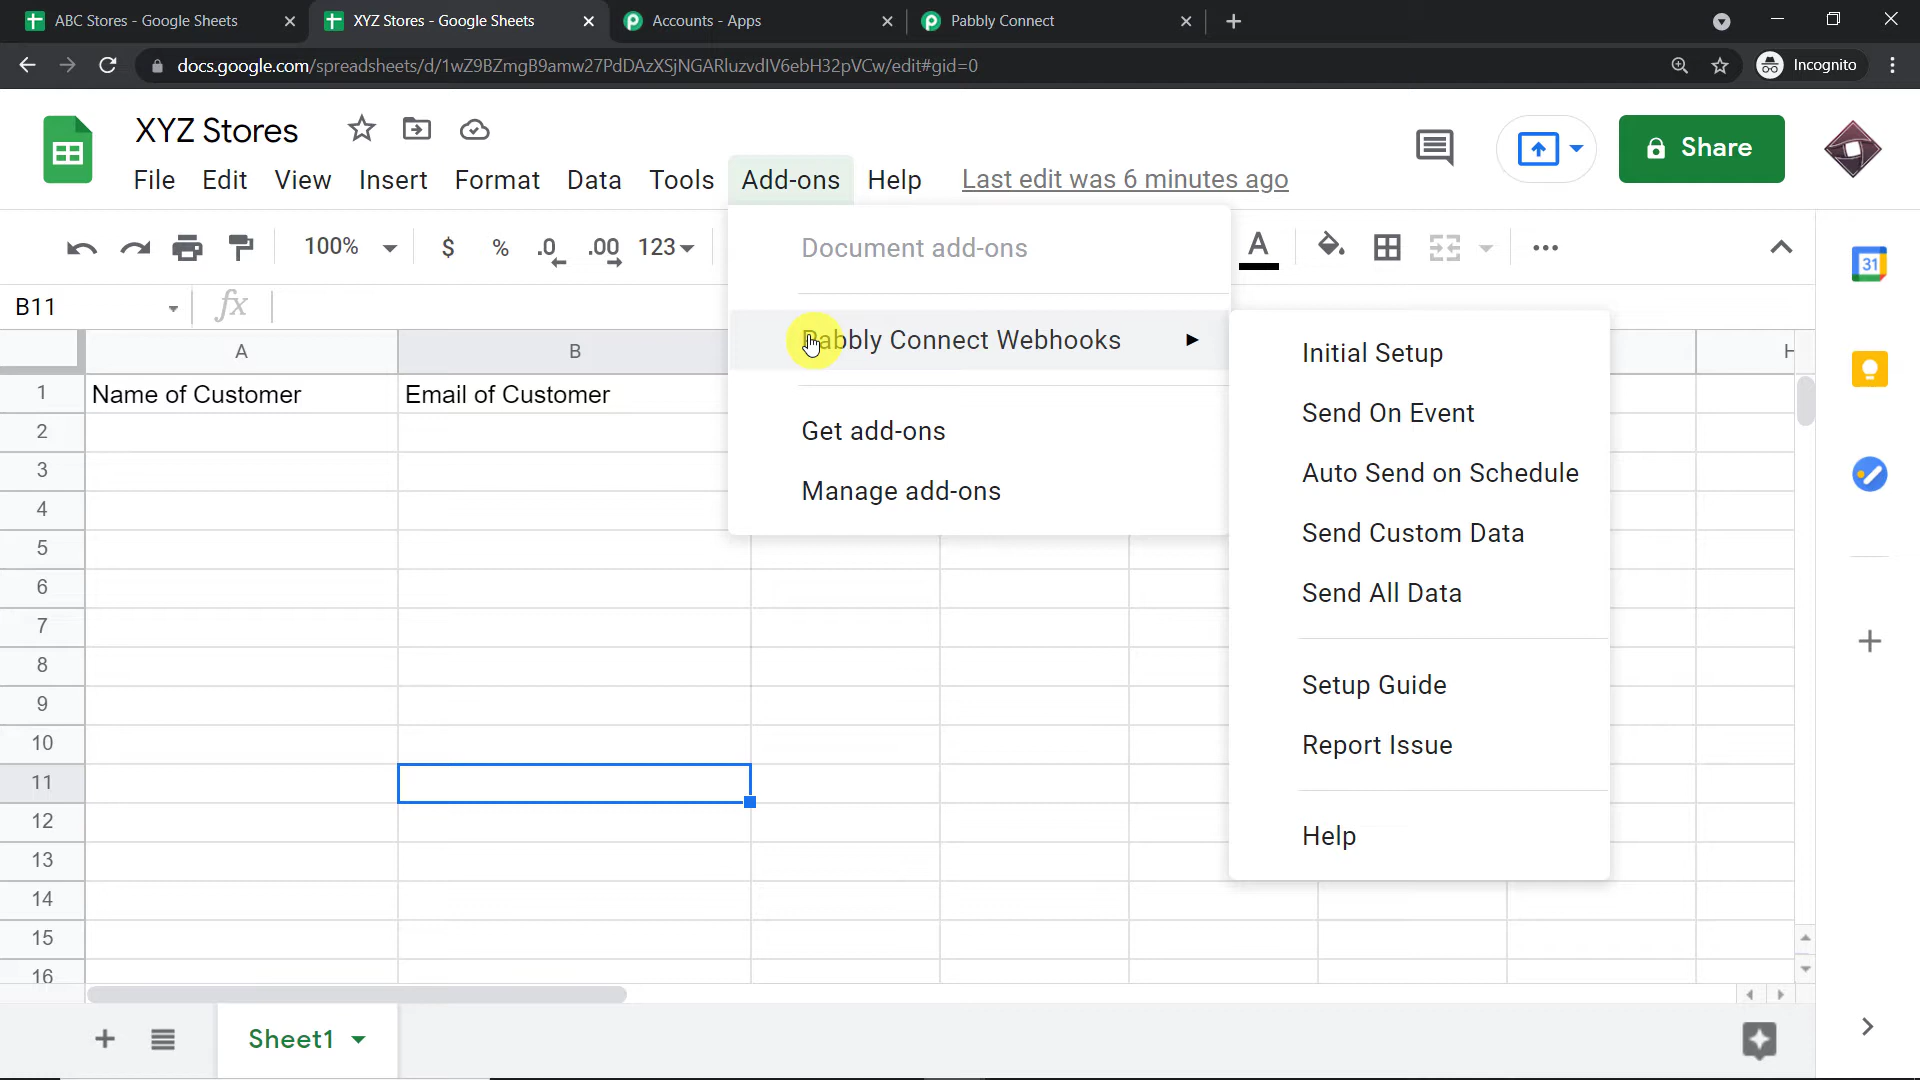 ABC Stores - Google Sheets
XYZ Stores - Google Sheets
Accounts - Apps
Pabbly Connect
docs.google.com/spreadsheets/d/1wZ9BZmgB9amw27PdDAzXSjNGARluzvdIV6ebH32pVCw/edit#gid=0
Incognito
XYZ Stores
Share
File Edit View Insert Format Data Tools Add-ons Help Last edit was 6 minutes ago
100% $ % .0 .00 123 A
31
B11 fx
Document add-ons
Pabbly Connect Webhooks
Get add-ons
Manage add-ons
Initial Setup
Send On Event
Auto Send on Schedule
Send Custom Data
Send All Data
Setup Guide
Report Issue
Help
A B H
1 Name of Customer Email of Customer
2
3
4
5
6
7
8
9
10
11
12
13
14
15
16
Sheet1